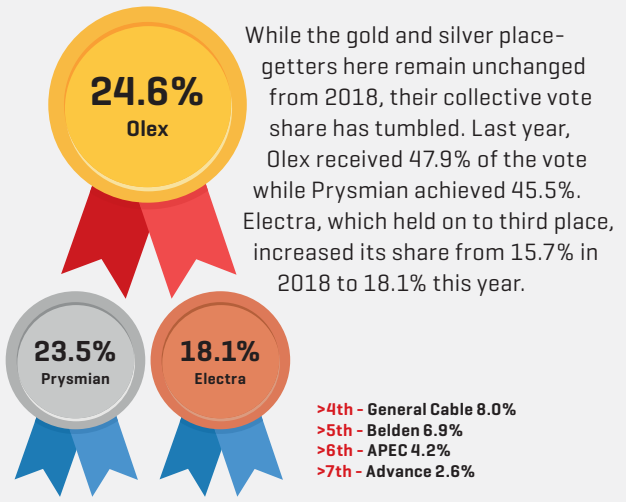 24.6%
Olex
While the gold and silver place-
getters here remain unchanged
from 2018, their collective vote
share has tumbled. Last year,
Olex received 47.9% of the vote
while Prysmian achieved 45.5%.
Electra, which held on to third place,
increased its share from 15.7% in
2018 to 18.1% this year.
23.5%
Prysmian
18.1%
Electra
>4th - General Cable 8.0%
>5th - Belden 6.9%
>6th - APEC 4.2%
>7th - Advance 2.6%